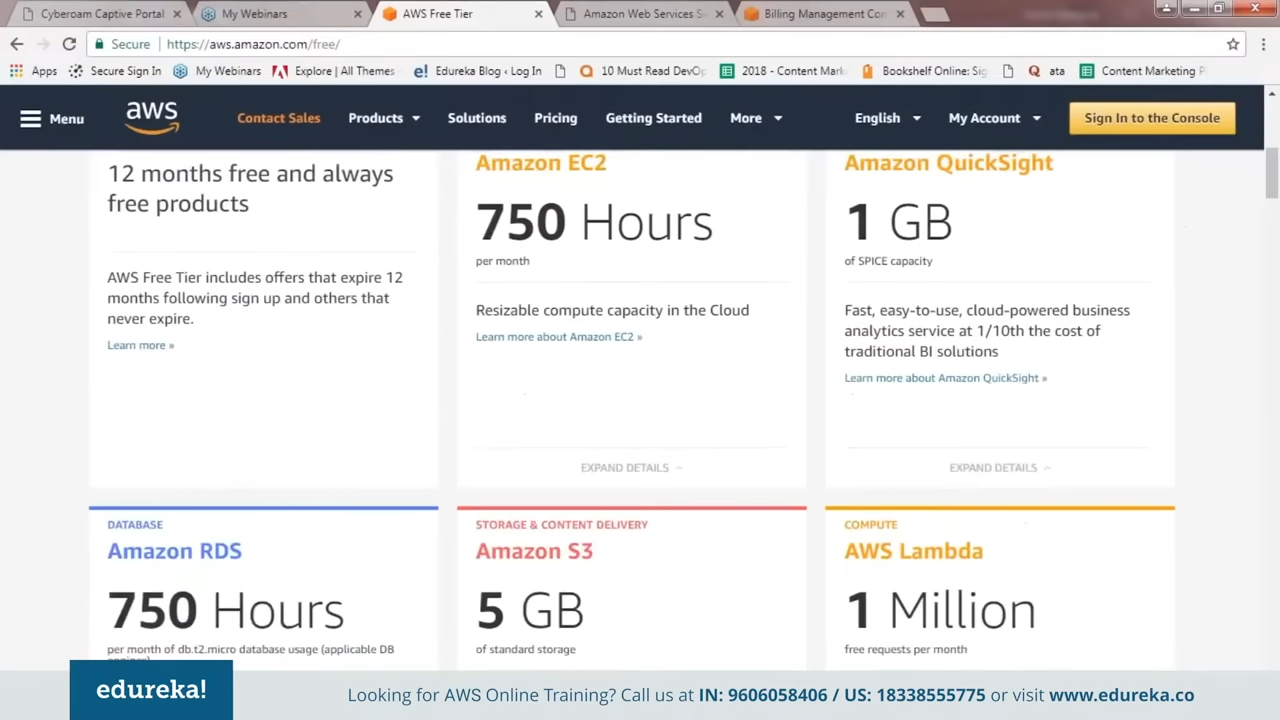 Cyberoam Captive Portal
My Webinars
AWS Free Tier
Amazon Web Services S
Billing Management Con
Secure
https://aws.amazon.com/free/
Apps
Secure Sign In
My Webinars
Explore | All Themes
Edureka Blog ‹ Log In
10 Must Read DevO
2018 - Content Mark
Bookshelf Online: Sig
ata
Content Marketing P
Menu
aws
Contact Sales
Products
Solutions
Pricing
Getting Started
More
English
My Account
Sign In to the Console
12 months free and always
free products
AWS Free Tier includes offers that expire 12
months following sign up and others that
never expire.
Learn more »
Amazon EC2
750 Hours
per month
Resizable compute capacity in the Cloud
Learn more about Amazon EC2 »
EXPAND DETAILS
Amazon QuickSight
1 GB
of SPICE capacity
Fast, easy-to-use, cloud-powered business
analytics service at 1/10th the cost of
traditional BI solutions
Learn more about Amazon QuickSight »
EXPAND DETAILS
DATABASE
Amazon RDS
750 Hours
per month of db.t2.micro database usage (applicable DB
STORAGE & CONTENT DELIVERY
Amazon S3
5 GB
of standard storage
COMPUTE
AWS Lambda
1 Million
free requests per month
edureka!
Looking for AWS Online Training? Call us at IN: 9606058406 / US: 18338555775 or visit www.edureka.co